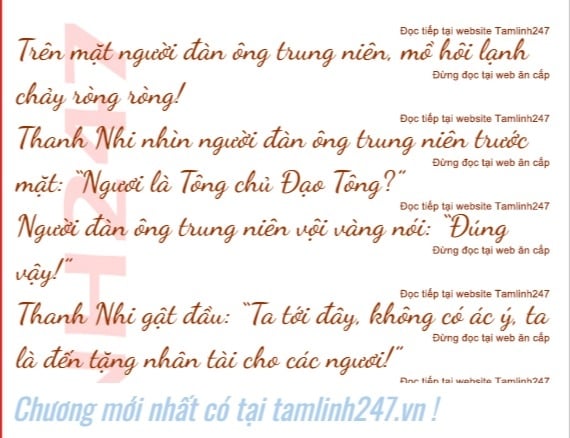 Đọc tiếp tại website Tamlinh247
Trên mặt người đàn ông trung niên, mồ hôi lạnh
Đừng đọc tại web ăn cắp
chảy ròng ròng!
Đọc tiếp tại website Tamlinh247
Thanh Nhi nhìn người đàn ông trung niên trước
Đừng đọc tại web ăn cắp
mặt: “Ngươi là Tông chủ Đạo Tông?”
Đọc tiếp tại website Tamlinh247
Người đàn ông trung niên vội vàng nói: “Đúng
Đừng đọc tại web ăn cắp
vậy!”
Đọc tiếp tại website Tamlinh247
Thanh Nhi gật đầu: “Ta tới đây, không có ác ý, ta
Đừng đọc tại web ăn cắp
là đến tặng nhân tài cho các ngươi!”
Đọc tiếp tại website Tamlinh247
NH247
Chương mới nhất có tại tamlinh247.vn !